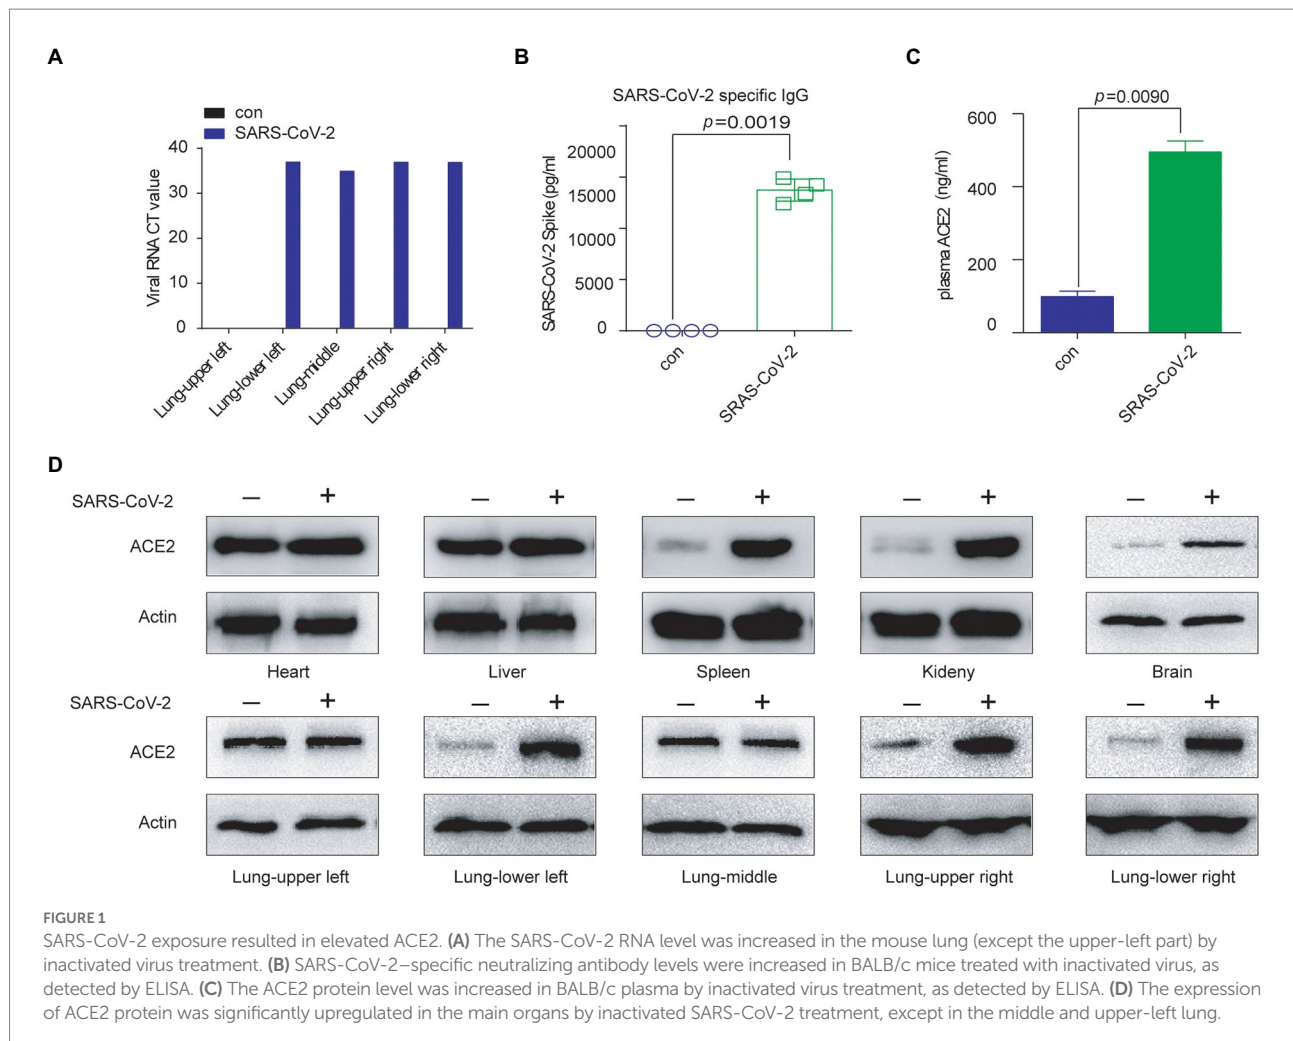 A
con
SARS-CoV-2
Viral RNA CT value
40
30
20
10
0
Lung-upper left
Lung-lower left
Lung-middle
Lung-upper right
Lung-lower right
B
SARS-CoV-2 specific IgG
p=0.0019
SARS-CoV-2 Spike (pg/ml
20000
15000
10000
5000
0
con
SRAS-CoV-2
C
p=0.0090
plasma ACE2 (ng/ml)
600
400
200
0
con
SRAS-CoV-2
D
SARS-CoV-2 — + — + — + — + — +
ACE2
Actin
Heart Liver Spleen Kideny Brain
SARS-CoV-2 — + — + — + — + — +
ACE2
Actin
Lung-upper left Lung-lower left Lung-middle Lung-upper right Lung-lower right
FIGURE 1
SARS-CoV-2 exposure resulted in elevated ACE2. (A) The SARS-CoV-2 RNA level was increased in the mouse lung (except the upper-left part) by
inactivated virus treatment. (B) SARS-CoV-2–specific neutralizing antibody levels were increased in BALB/c mice treated with inactivated virus, as
detected by ELISA. (C) The ACE2 protein level was increased in BALB/c plasma by inactivated virus treatment, as detected by ELISA. (D) The expression
of ACE2 protein was significantly upregulated in the main organs by inactivated SARS-CoV-2 treatment, except in the middle and upper-left lung.